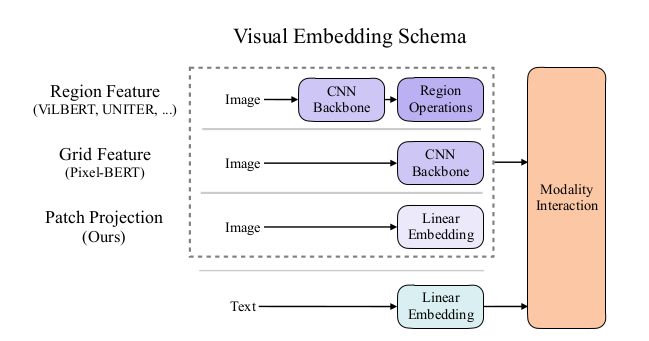 Visual Embedding Schema
Region Feature
(ViLBERT, UNITER, ...)
Image
CNN
Backbone
Region
Operations
Grid Feature
(Pixel-BERT)
Image
CNN
Backbone
Patch Projection
(Ours)
Image
Linear
Embedding
Modality
Interaction
Text
Linear
Embedding